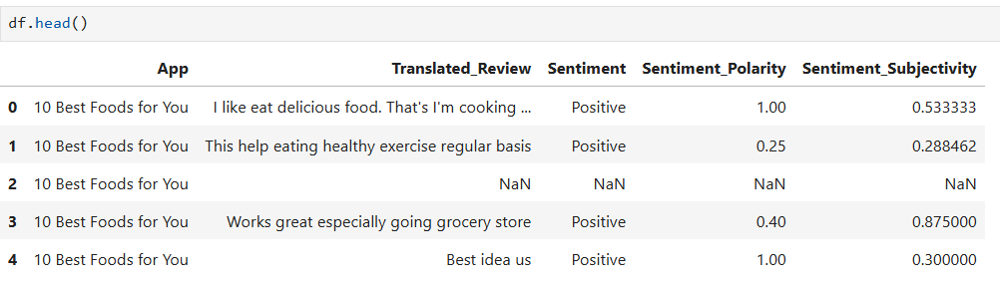 df.head()
App Translated_Review Sentiment Sentiment_Polarity Sentiment_Subjectivity
0 10 Best Foods for You I like eat delicious food. That's I'm cooking ... Positive 1.00 0.533333
1 10 Best Foods for You This help eating healthy exercise regular basis Positive 0.25 0.288462
2 10 Best Foods for You NaN NaN NaN NaN
3 10 Best Foods for You Works great especially going grocery store Positive 0.40 0.875000
4 10 Best Foods for You Best idea us Positive 1.00 0.300000